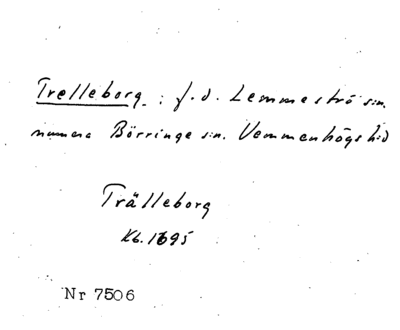 Trelleborg : f.d. Lemmeströ sn.
numera Börringe sn. Vemmenhögs hd
Trälleborg
Kb. 1695
Nr 7506